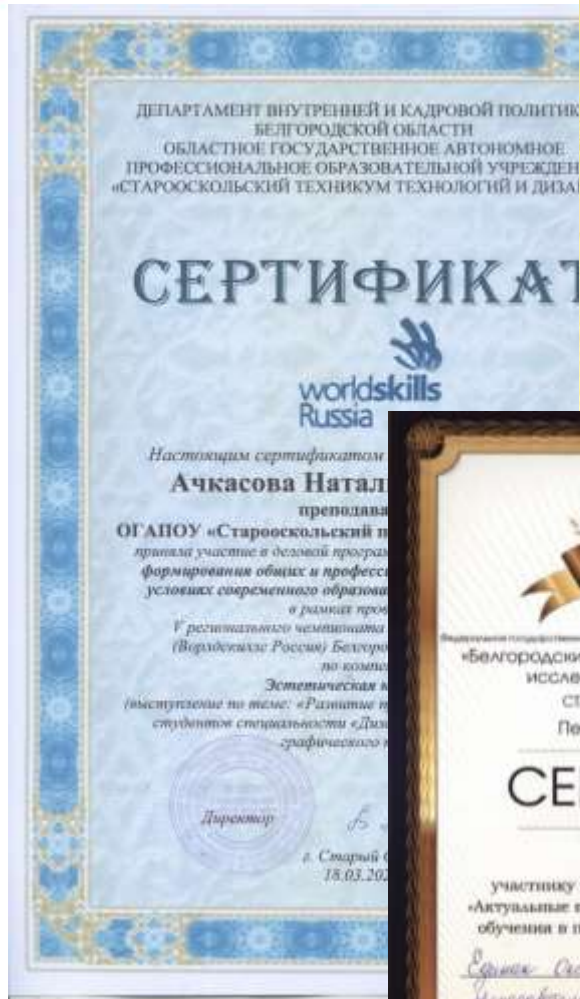 ДЕПАРТАМЕНТ ВНУТРЕННЕЙ И КАДРОВОЙ ПОЛИТИК
БЕЛГОРОДСКОЙ ОБЛАСТИ
ОБЛАСТНОЕ ГОСУДАРСТВЕННОЕ АВТОНОМНОЕ
ПРОФЕССИОНАЛЬНОЕ ОБРАЗОВАТЕЛЬНОЙ УЧРЕЖДЕН
«СТАРООСКОЛЬСКИЙ ТЕХНИКУМ ТЕХНОЛОГИЙ И ДИЗАЙ
СЕРТИФИКАТ
worldskills
Russia
Настоящим сертификатом
Ачкасова Натал
преподава
ОГАПОУ «Старооскольский п
приняла участие в деловой програм
формирования общих и професси
условиях современного образова
в рамках пров
V регионального чемпионата
(Ворлдскиллс Россия) Белгоро
по компе
Эстетическая к
(выступление по теме: «Развитие п
студентов специальности «Диз
графического
Директор
г. Старый
18.03.202
«Белгородски
иссле
СТ
Пе
СЕ
участнику
«Актуальные
обучения в п